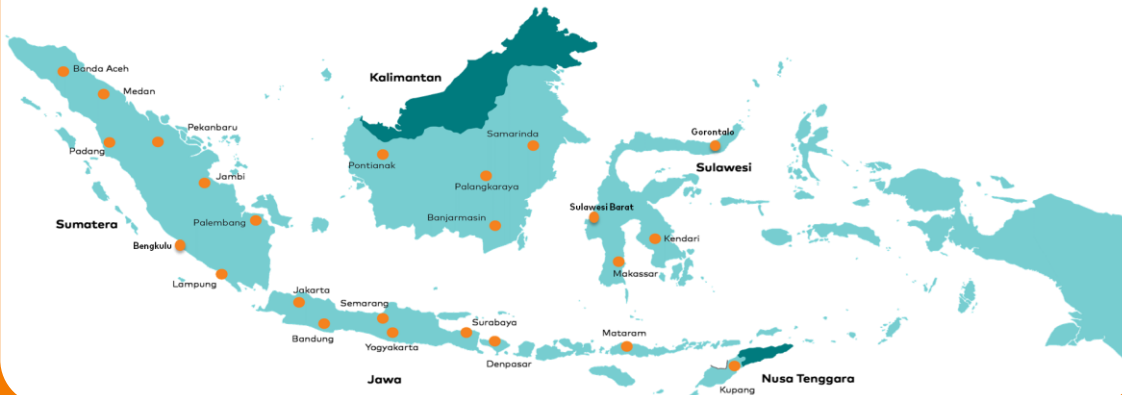 Banda Aceh
Medan
Pekanbaru
Padang
Jambi
Palembang
Sumatera
Bengkulu
Lampung
Kalimantan
Samarinda
Pontianak
Palangkaraya
Banjarmasin
Gorontalo
Sulawesi
Sulawesi Barat
Kendari
Makassar
Jakarta
Semarang
Surabaya
Bandung
Yogyakarta
Denpasar
Jawa
Mataram
Nusa Tenggara
Kupang